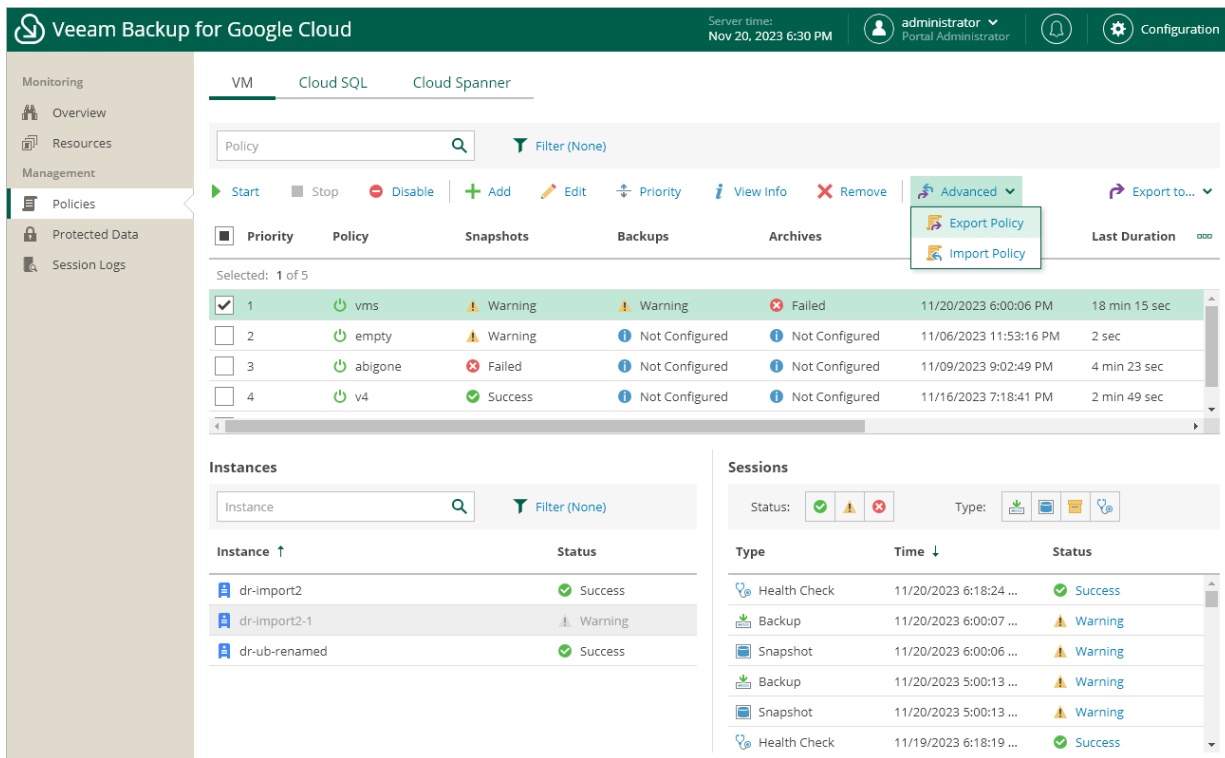 Veeam Backup for Google Cloud
Server time:
Nov 20, 2023 6:30 PM
administrator
Portal Administrator
Configuration
Monitoring
Overview
Resources
Management
Policies
Protected Data
Session Logs
VM Cloud SQL Cloud Spanner
Policy Filter (None)
Start Stop Disable Add Edit Priority View Info Remove Advanced Export to...
Export Policy
Import Policy
Priority Policy Snapshots Backups Archives Last Duration
Selected: 1 of 5
1 vms Warning Warning Failed 11/20/2023 6:00:06 PM 18 min 15 sec
2 empty Warning Not Configured Not Configured 11/06/2023 11:53:16 PM 2 sec
3 abigone Failed Not Configured Not Configured 11/09/2023 9:02:49 PM 4 min 23 sec
4 v4 Success Not Configured Not Configured 11/16/2023 7:18:41 PM 2 min 49 sec
Instances
Instance Filter (None)
Instance Status
dr-import2 Success
dr-import2-1 Warning
dr-ub-renamed Success
Sessions
Status: Type:
Type Time Status
Health Check 11/20/2023 6:18:24 ... Success
Backup 11/20/2023 6:00:07 ... Warning
Snapshot 11/20/2023 6:00:06 ... Warning
Backup 11/20/2023 5:00:13 ... Warning
Snapshot 11/20/2023 5:00:13 ... Warning
Health Check 11/19/2023 6:18:19 ... Success